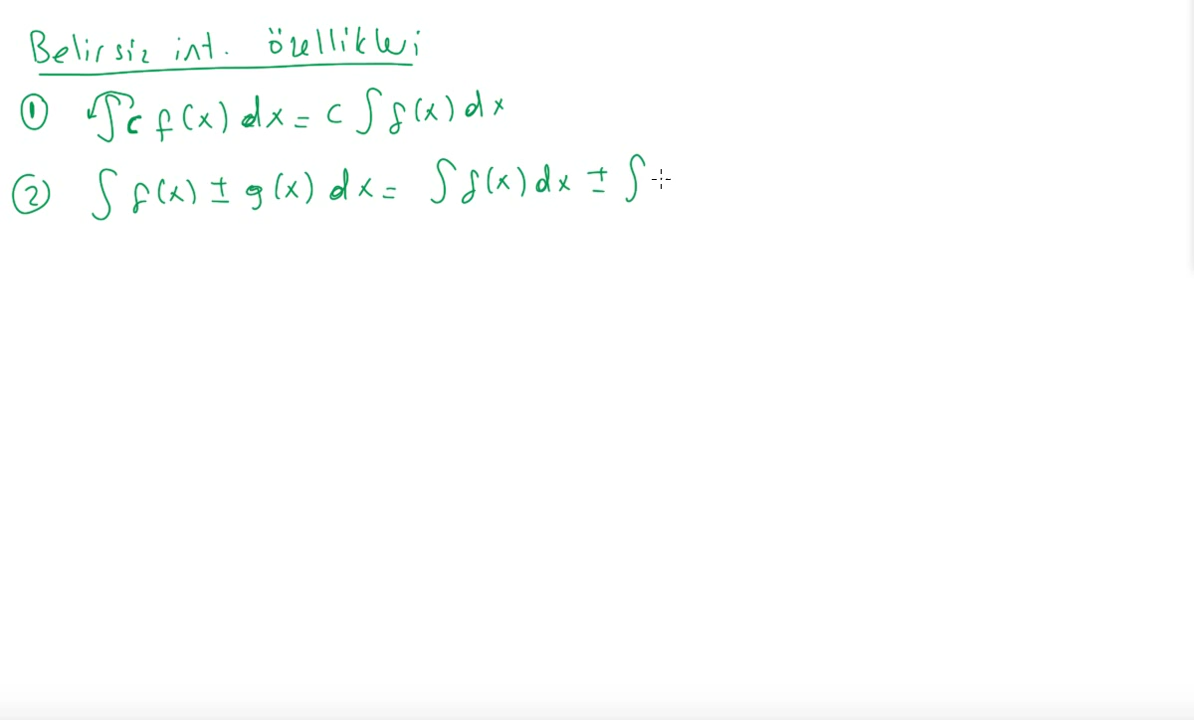 Belirsiz int. özellikleri
① ∫c f(x) dx = c ∫ f(x) dx
② ∫ f(x) ± g(x) dx = ∫ f(x) dx ± ∫